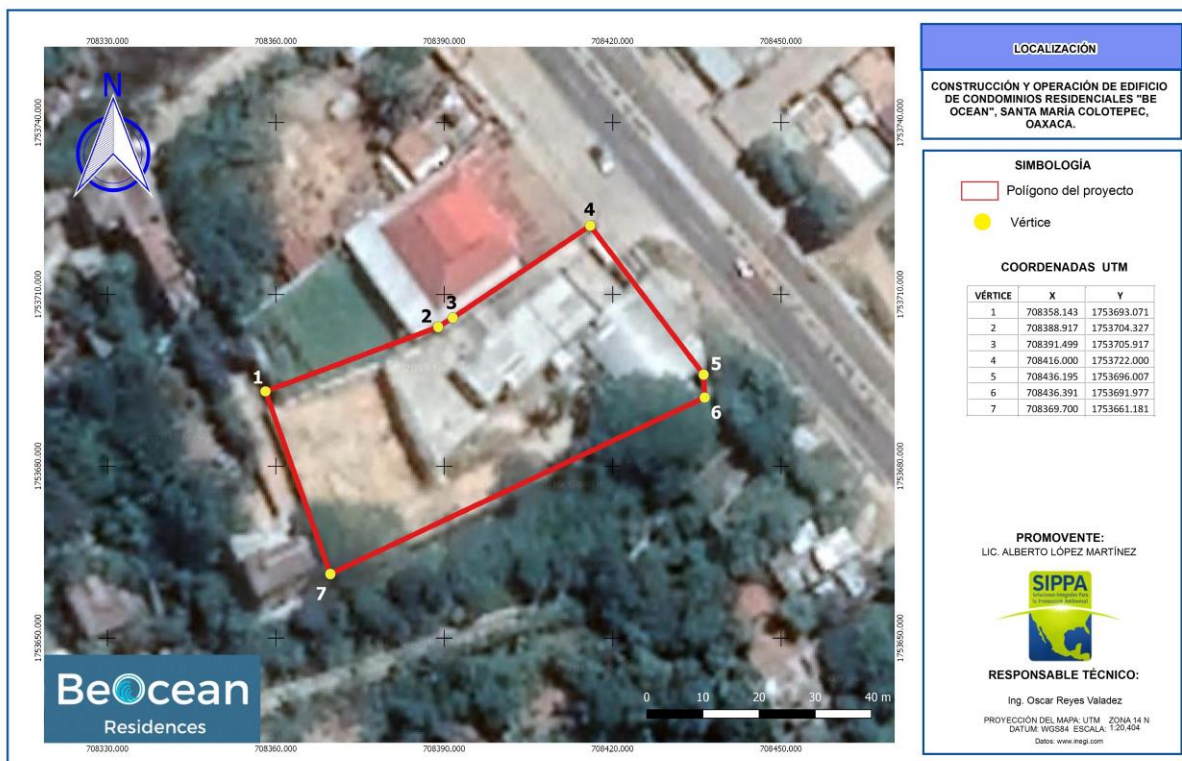 708330.000 708360.000 708390.000 708420.000 708450.000
1753740.000
1753710.000
1753680.000
1753650.000
N
1
2
3
4
5
6
7
BeOcean
Residences
0 10 20 30 40 m
1753740.000
1753710.000
1753680.000
1753650.000
708330.000 708360.000 708390.000 708420.000 708450.000
LOCALIZACIÓN
CONSTRUCCIÓN Y OPERACIÓN DE EDIFICIO
DE CONDOMINIOS RESIDENCIALES "BE
OCEAN", SANTA MARÍA COLOTEPEC,
OAXACA.
SIMBOLOGÍA
Polígono del proyecto
Vértice
COORDENADAS UTM
VÉRTICE X Y
1 708358.143 1753693.071
2 708388.917 1753704.327
3 708391.499 1753705.917
4 708416.000 1753722.000
5 708436.195 1753696.007
6 708436.391 1753691.977
7 708369.700 1753661.181
PROMOVENTE:
LIC. ALBERTO LÓPEZ MARTÍNEZ
SIPPA
Soluciones Integrales Para
la Protección Ambiental
RESPONSABLE TÉCNICO:
Ing. Oscar Reyes Valadez
PROYECCIÓN DEL MAPA: UTM ZONA 14 N
DATUM: WGS84 ESCALA: 1:20,404
Datos: www.inegi.com